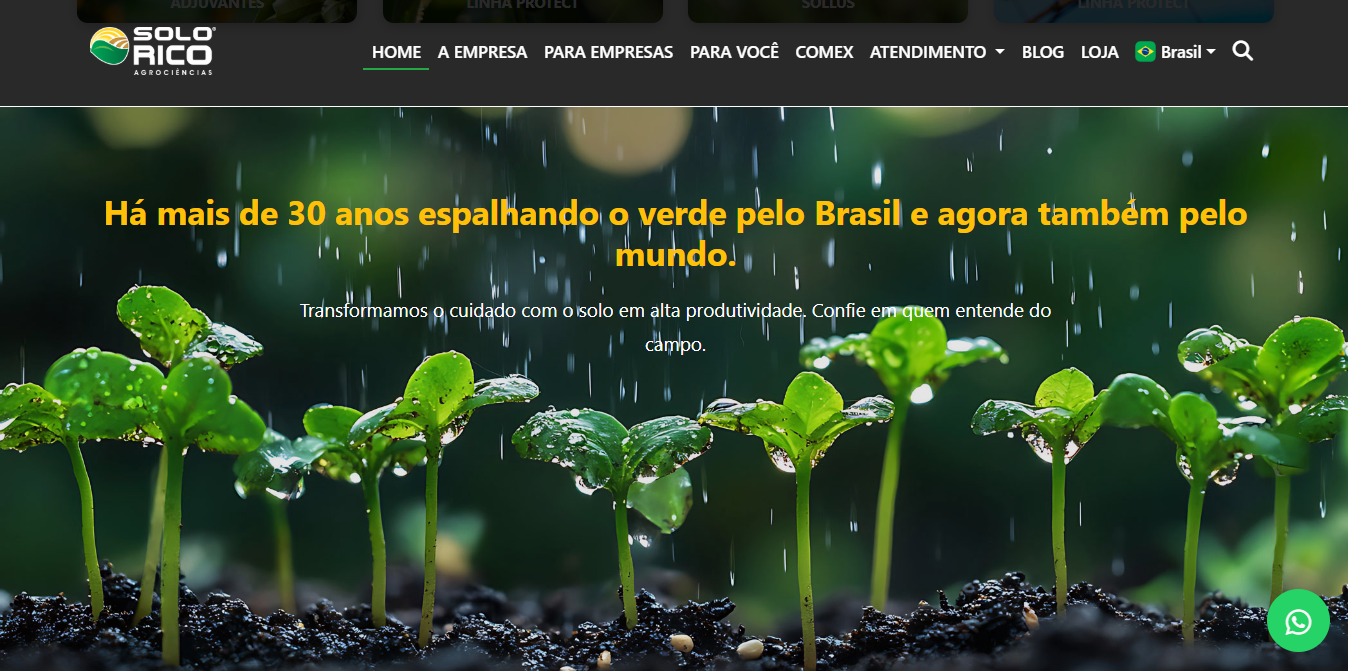 ADJUVANTES
LINHA PROTECT
SOLLUS
LINHA PROTECT
SOLO®
RICO
AGROCIÊNCIAS
HOME A EMPRESA PARA EMPRESAS PARA VOCÊ COMEX ATENDIMENTO BLOG LOJA Brasil
Há mais de 30 anos espalhando o verde pelo Brasil e agora também pelo
mundo.
Transformamos o cuidado com o solo em alta produtividade. Confie em quem entende do
campo.